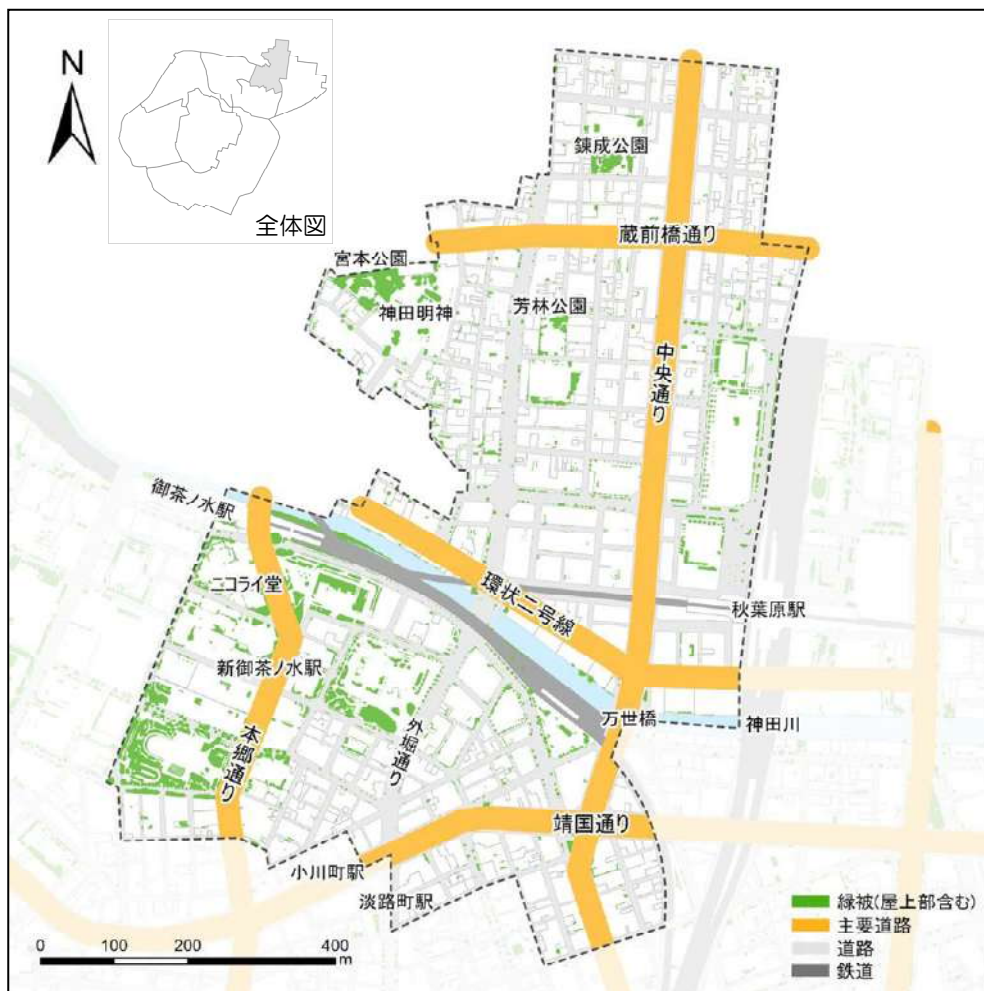 N
全体図
錬成公園
蔵前橋通り
宮本公園
神田明神
芳林公園
中央通り
御茶ノ水駅
ニコライ堂
環状二号線
秋葉原駅
新御茶ノ水駅
万世橋
神田川
本郷通り
外堀通り
靖国通り
小川町駅
淡路町駅
緑被(屋上部含む)
主要道路
道路
鉄道
0 100 200 400
m